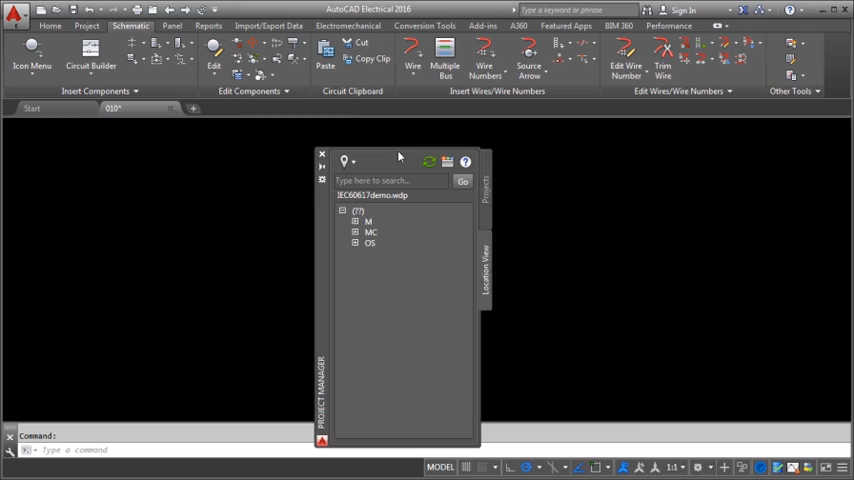 AutoCAD Electrical 2016
Type a keyword or phrase
Sign In
Home
Project
Schematic
Panel
Reports
Import/Export Data
Electromechanical
Conversion Tools
Add-ins
A360
Featured Apps
BIM 360
Performance
Icon Menu
Circuit Builder
Edit
Paste
Cut
Copy Clip
Wire
Multiple Bus
Wire Numbers
Source Arrow
Edit Wire Number
Trim Wire
Insert Components
Edit Components
Circuit Clipboard
Insert Wires/Wire Numbers
Edit Wires/Wire Numbers
Other Tools
Start
010*
Type here to search...
Go
IEC60617demo.wdp
(??)
M
MC
OS
Projects
Location View
PROJECT MANAGER
Command:
Type a command
MODEL
1:1